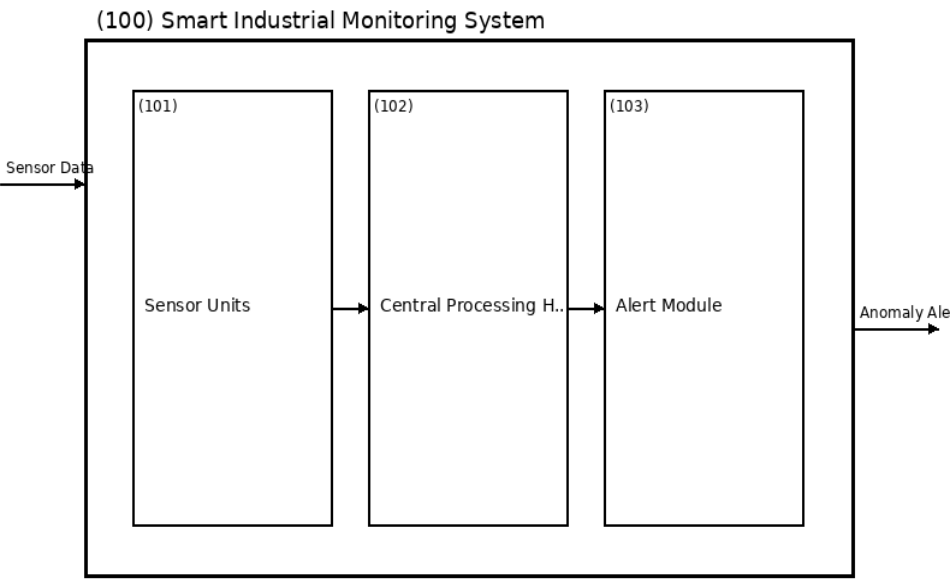 (100) Smart Industrial Monitoring System
(101)
(102)
(103)
Sensor Data
Sensor Units
Central Processing H..
Alert Module
Anomaly Ale